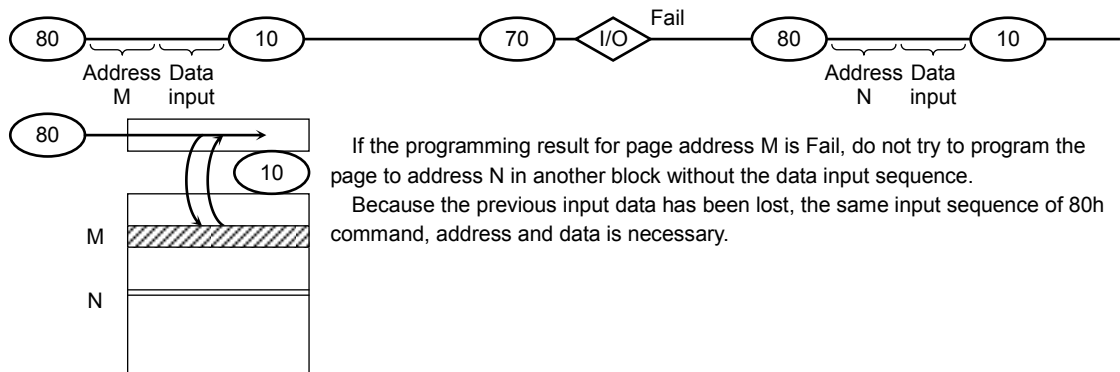 Fail
80 10 70 I/O 80 10
Address Data Address Data
M input N input
80
If the programming result for page address M is Fail, do not try to program the
page to address N in another block without the data input sequence.
10
Because the previous input data has been lost, the same input sequence of 80h
command, address and data is necessary.
M
N